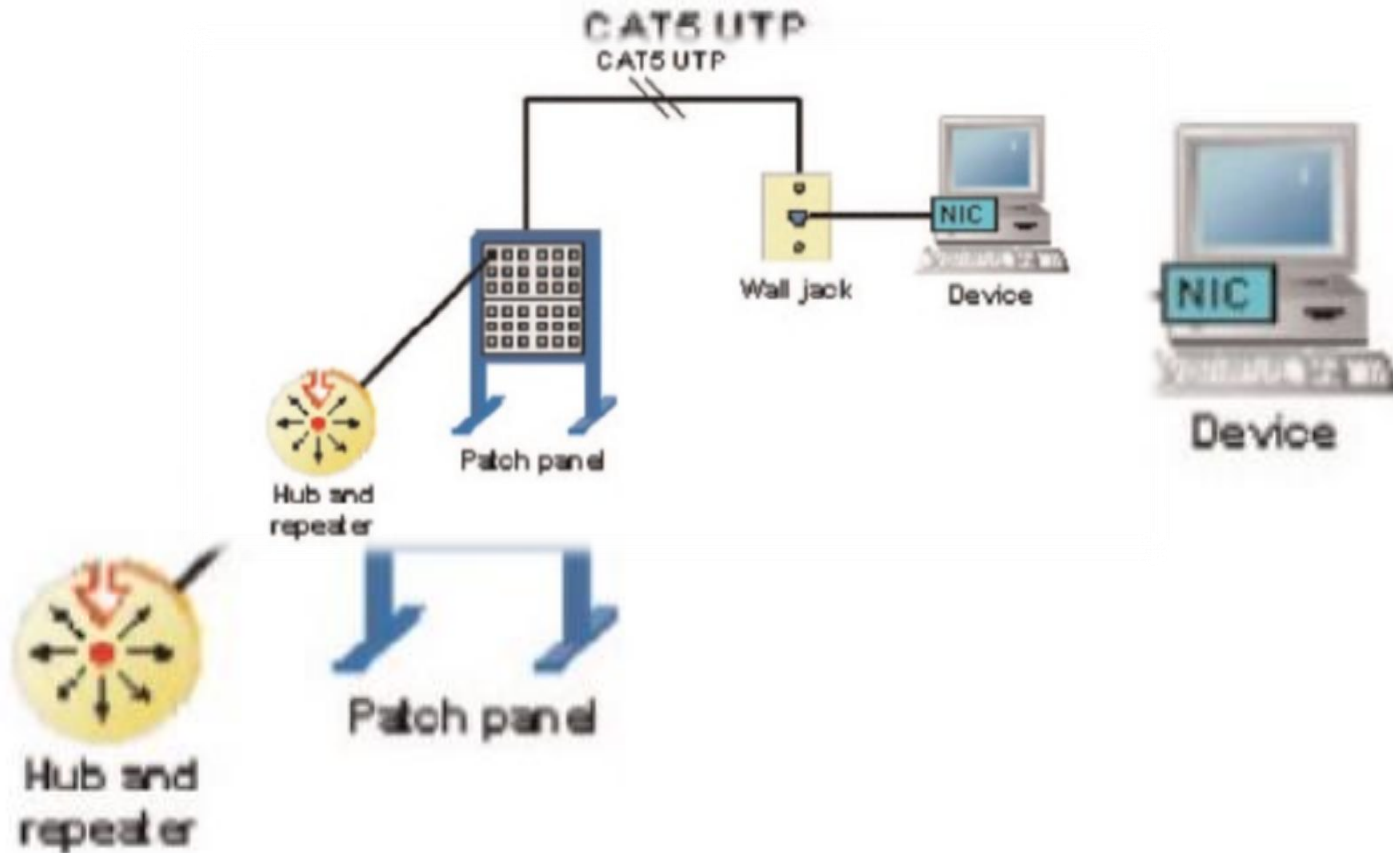 CAT5 UTP
CAT5 UTP
NIC
NIC
Wall jack
Device
Device
Patch panel
Hub and
repeater
Patch panel
Hub and
repeater